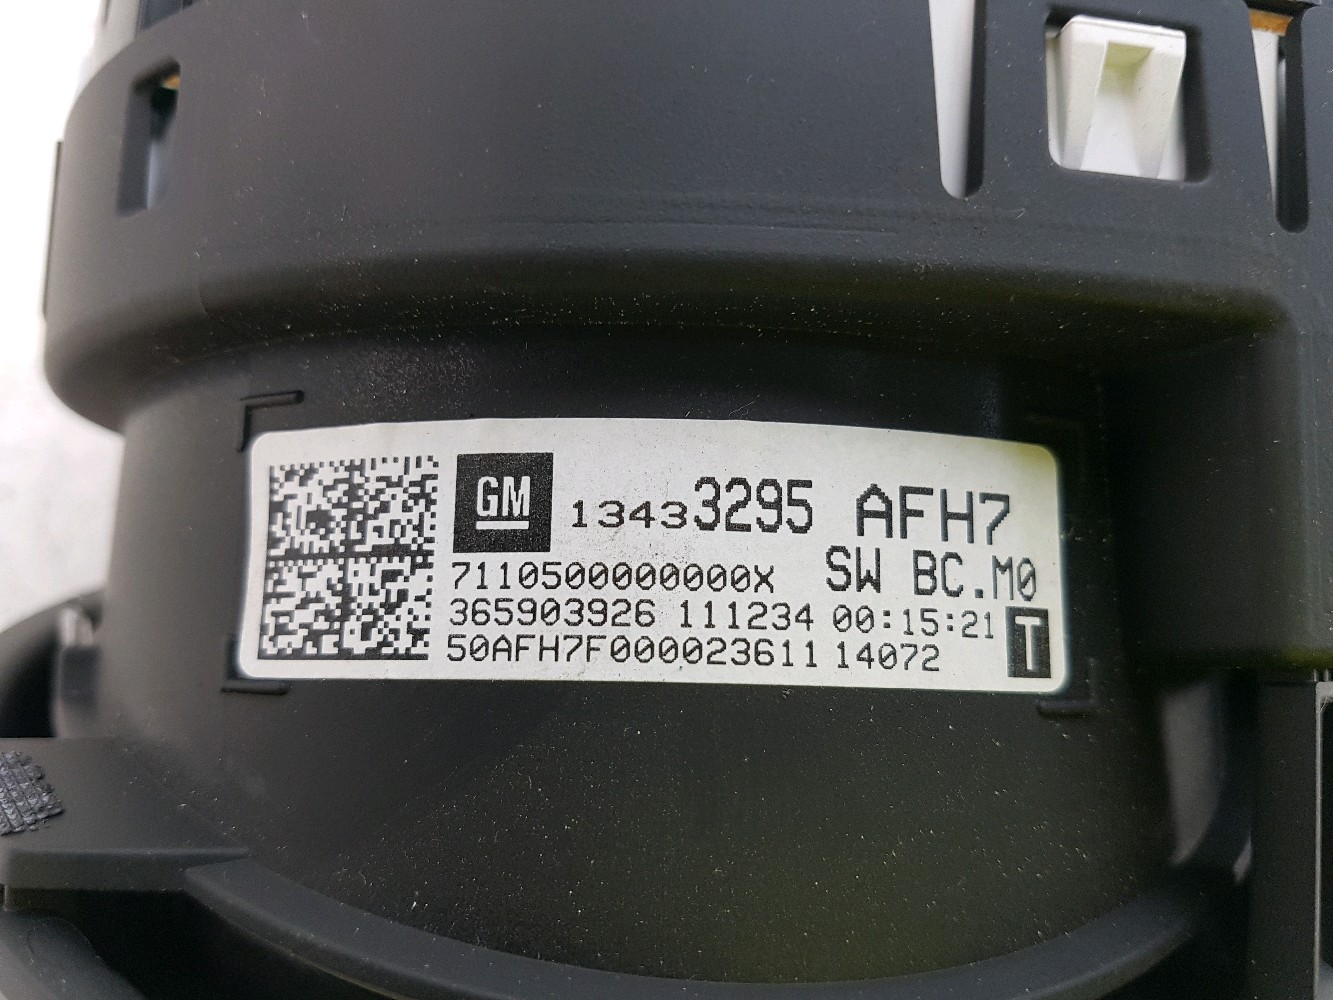 GM 13433295 AFH7
7110500000000X SW BC.M0
365903926 111234 00:15:21 T
50AFH7F000023611 14072